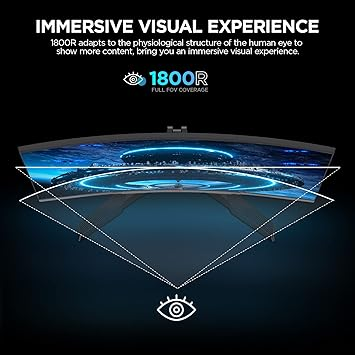 IMMERSIVE VISUAL EXPERIENCE
1800R adapts to the physiological structure of the human eye to
show more content, bring you an immersive visual experience.
1800R
FULL FOV COVERAGE